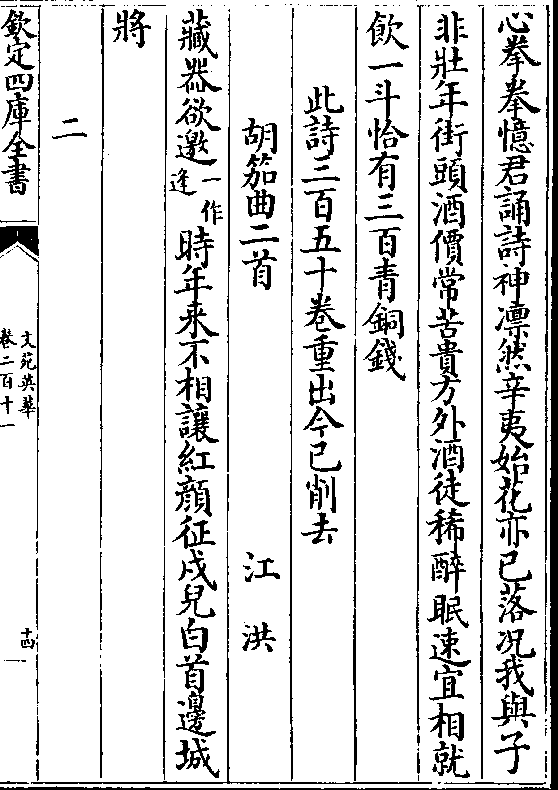 心拳拳憶君誦詩神凛然辛夷始花亦已落况我與子
非壯年街頭酒價常苦貴方外酒徒稀醉眠速宜相就
飲一斗恰有三百青銅錢
此詩三百五十卷重出今已削去
胡笳曲二首 江洪
藏器欲邀一作逢時年来不相讓紅顔征戍兒白首邊城
將
二
欽定四庫全書
文苑英華
卷二百十一
十四